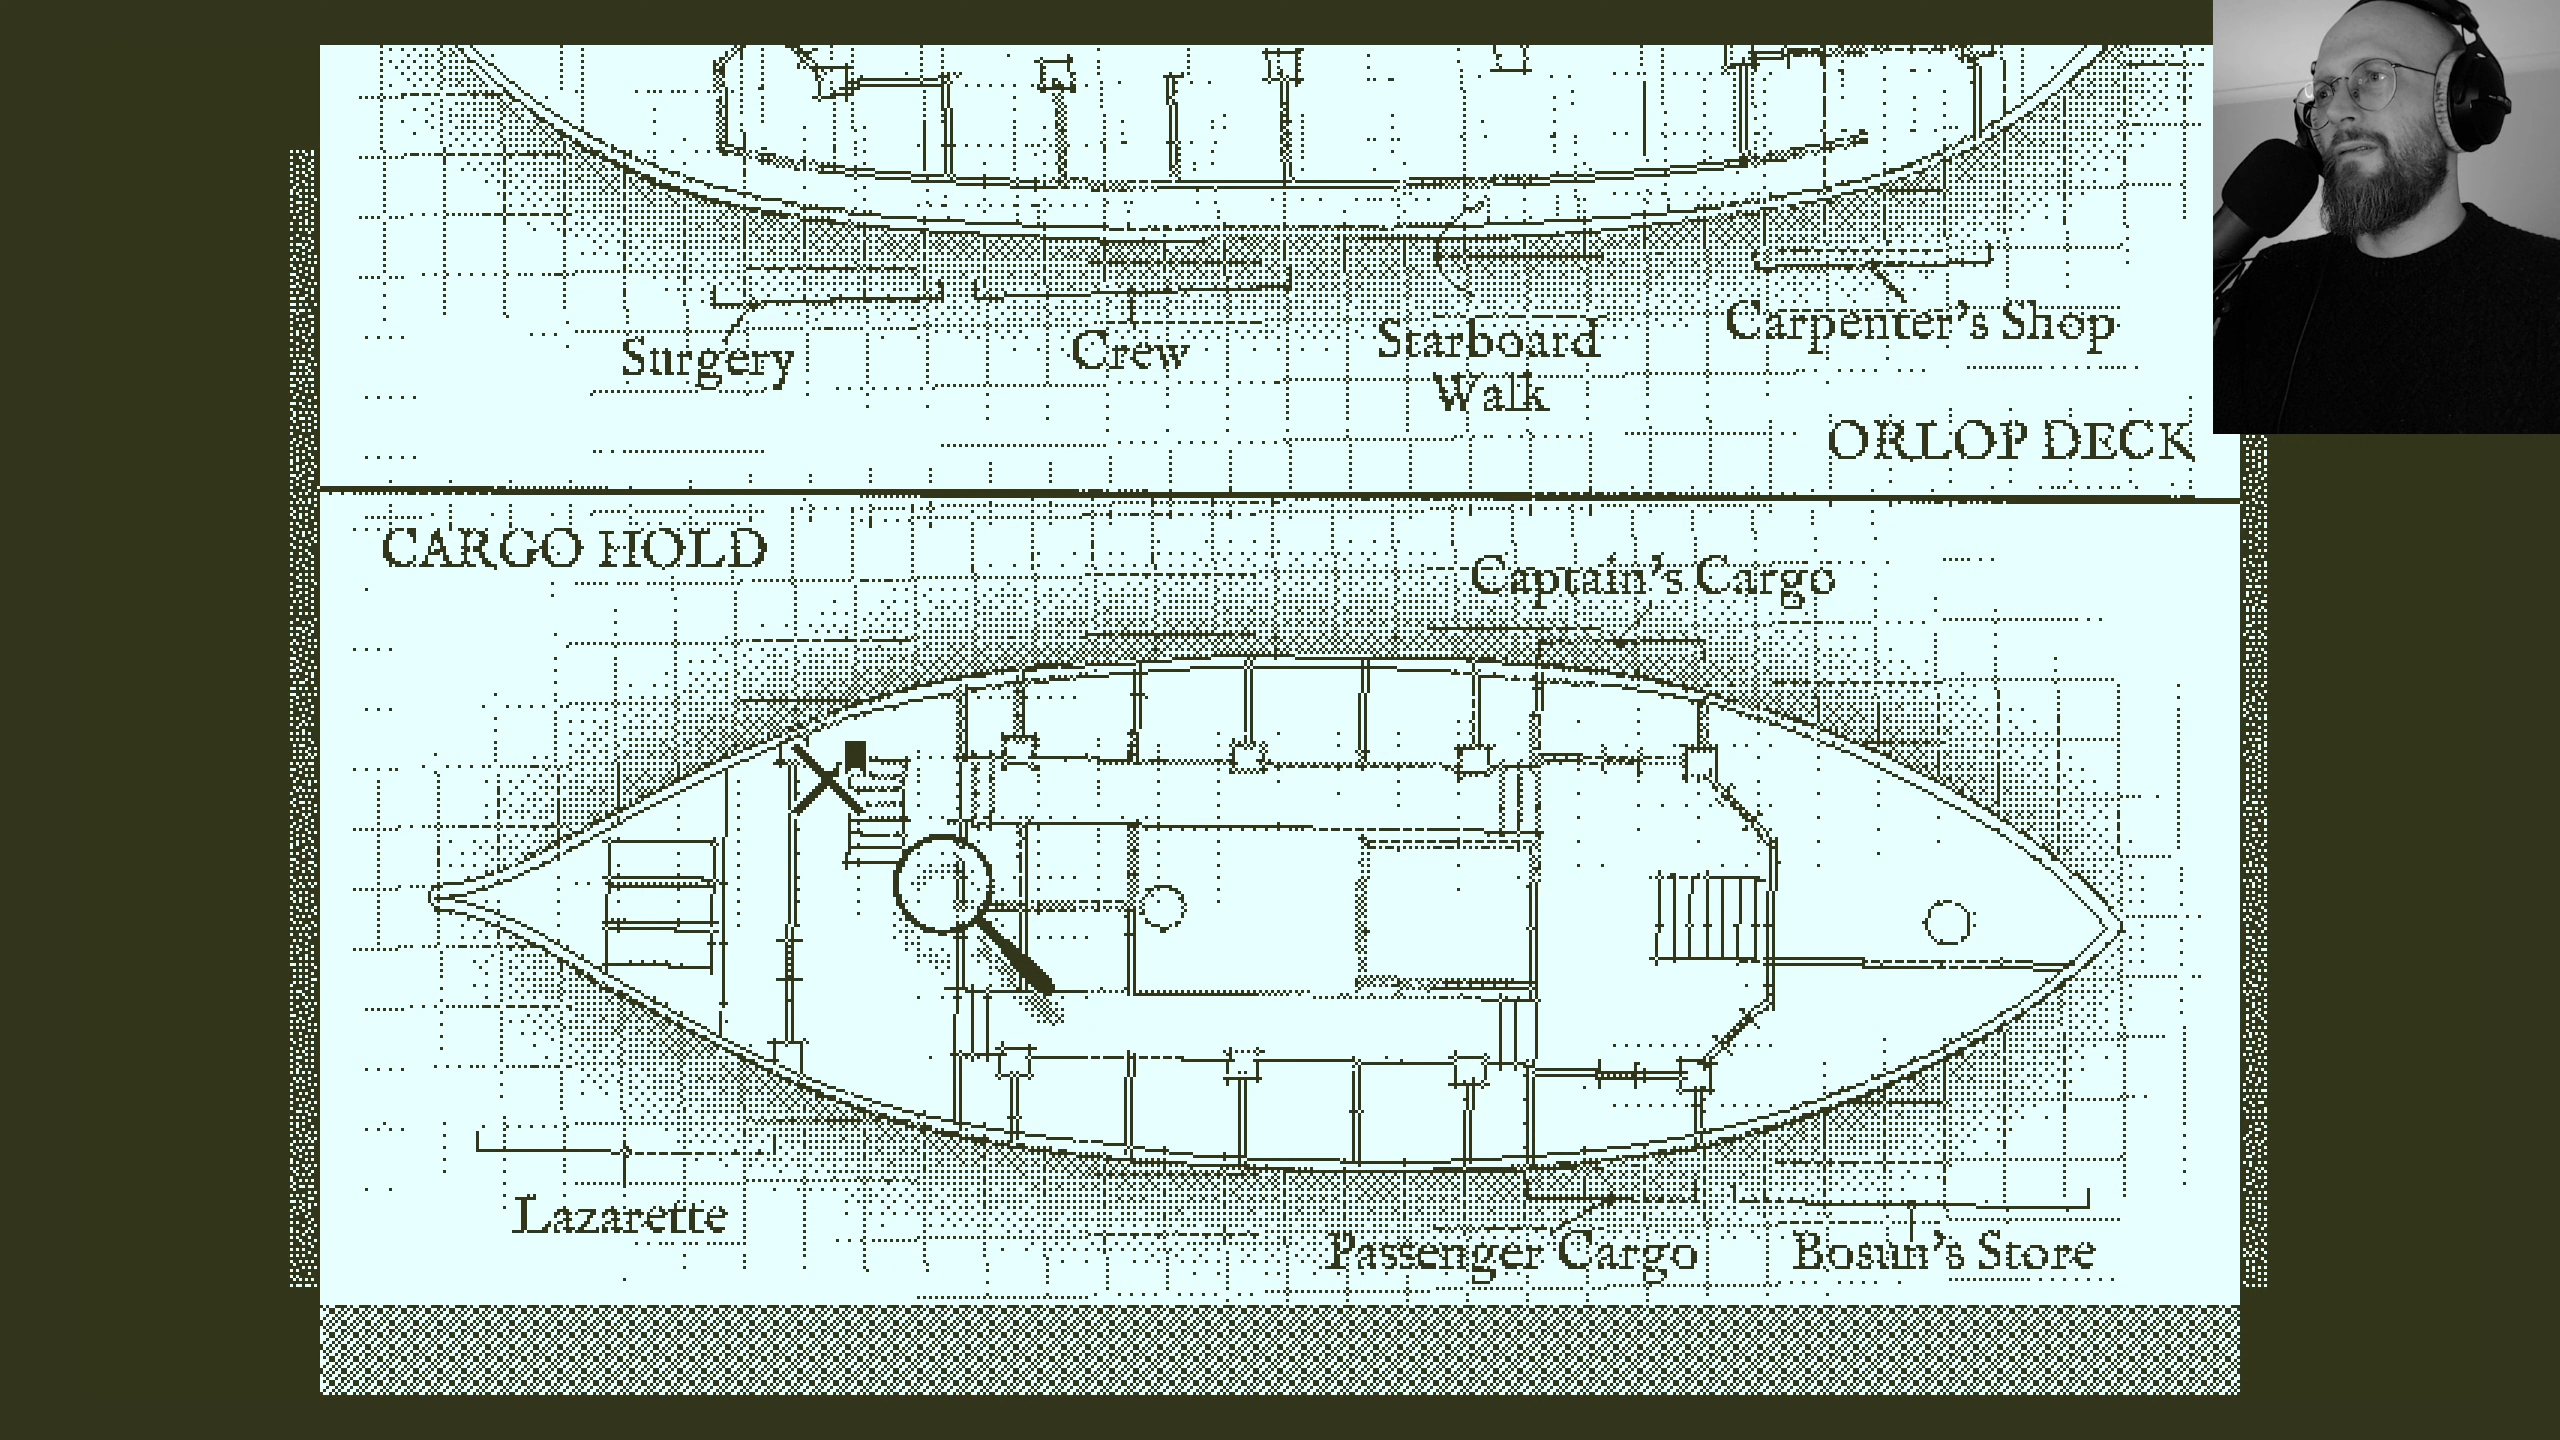 Surgery
Crew
Starboard
Walk
Carpenter's Shop
ORLOP DECK
CARGO HOLD
Captain's Cargo
Lazarette
Passenger Cargo
Bosun's Store